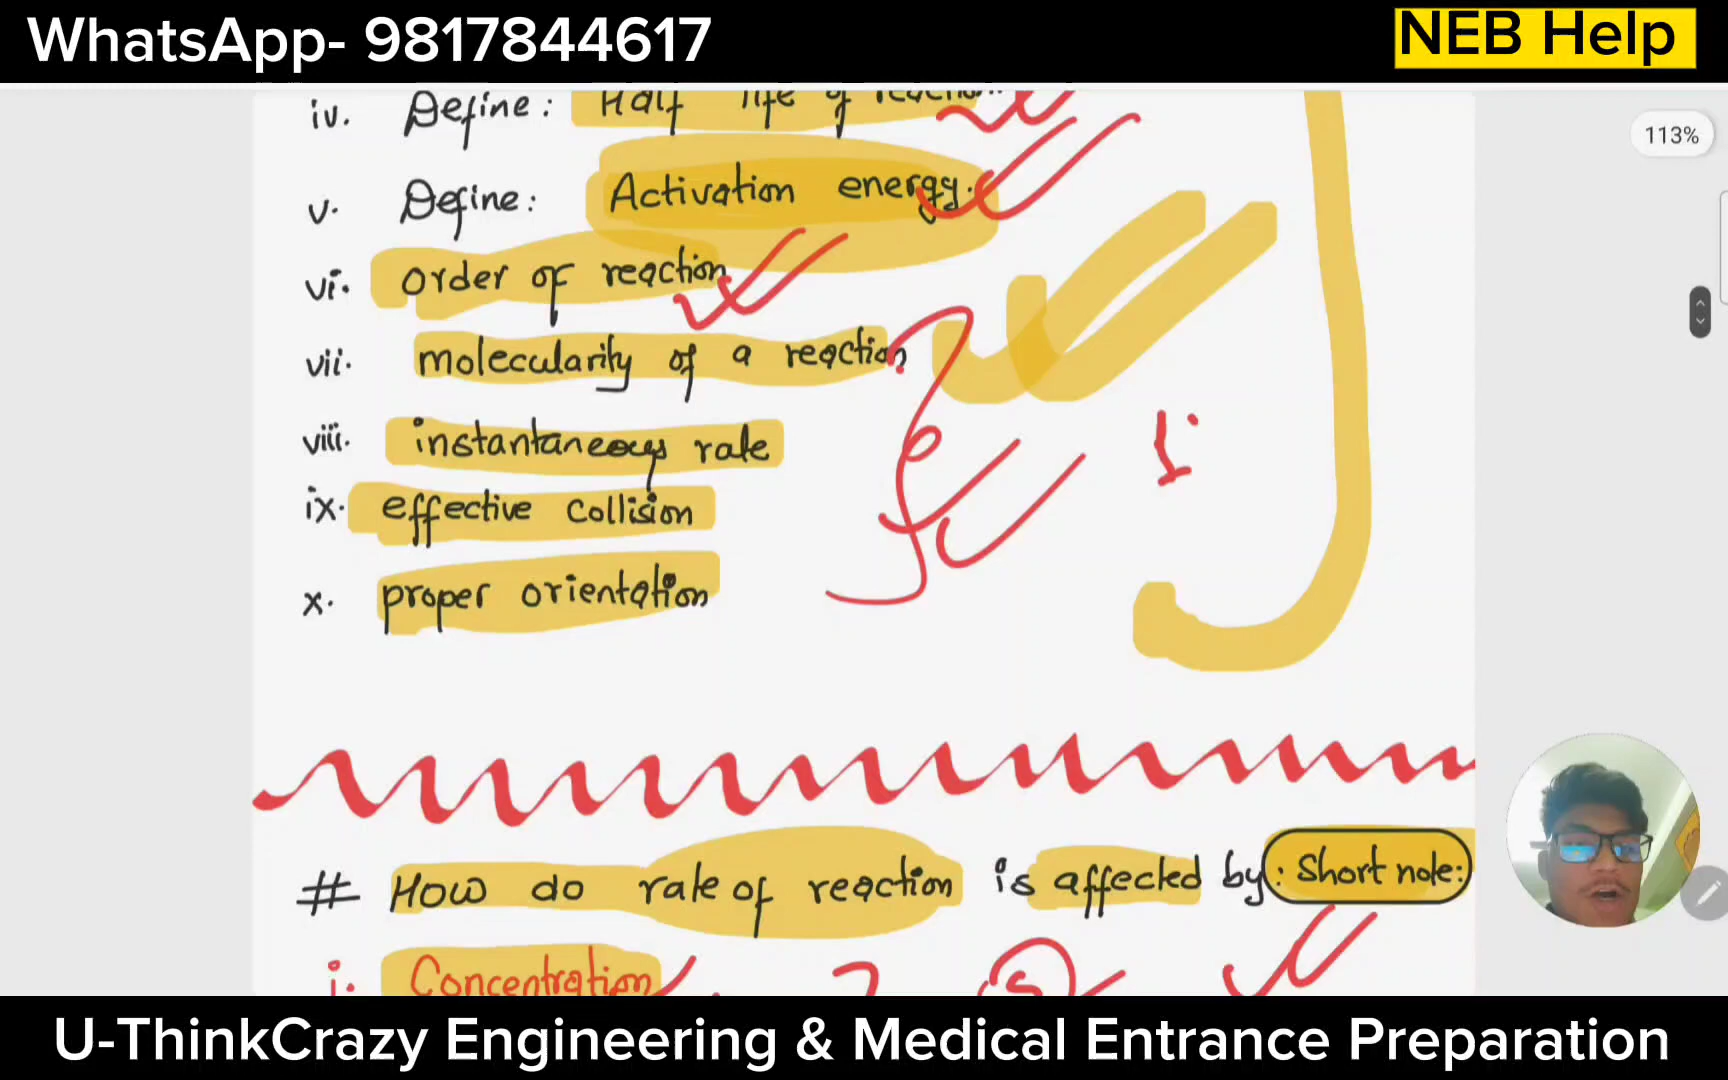 WhatsApp- 9817844617
NEB Help
113%
iv. Define: Half life of reaction.
v. Define: Activation energy.
vi. order of reaction
vii. molecularity of a reaction
viii. instantaneous rate
ix. effective collision
x. proper orientation
1.
# How do rate of reaction is affected by: Short note:
i. Concentration
U-ThinkCrazy Engineering & Medical Entrance Preparation